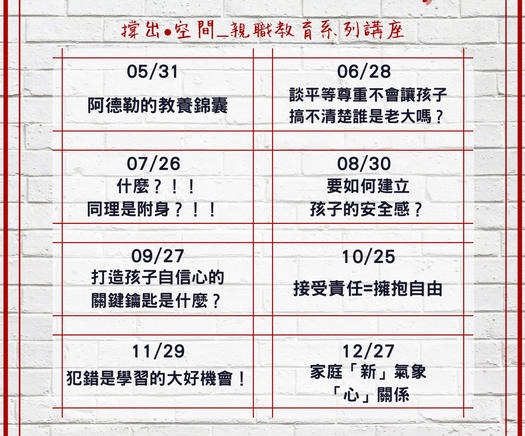 撐出●空間_親職教育系列講座
05/31
阿德勒的教養錦囊
06/28
談平等尊重不會讓孩子
搞不清楚誰是老大嗎？
07/26
什麼？！！
同理是附身？！！
08/30
要如何建立
孩子的安全感？
09/27
打造孩子自信心的
關鍵鑰匙是什麼？
10/25
接受責任=擁抱自由
11/29
犯錯是學習的大好機會！
12/27
家庭「新」氣象
「心」關係